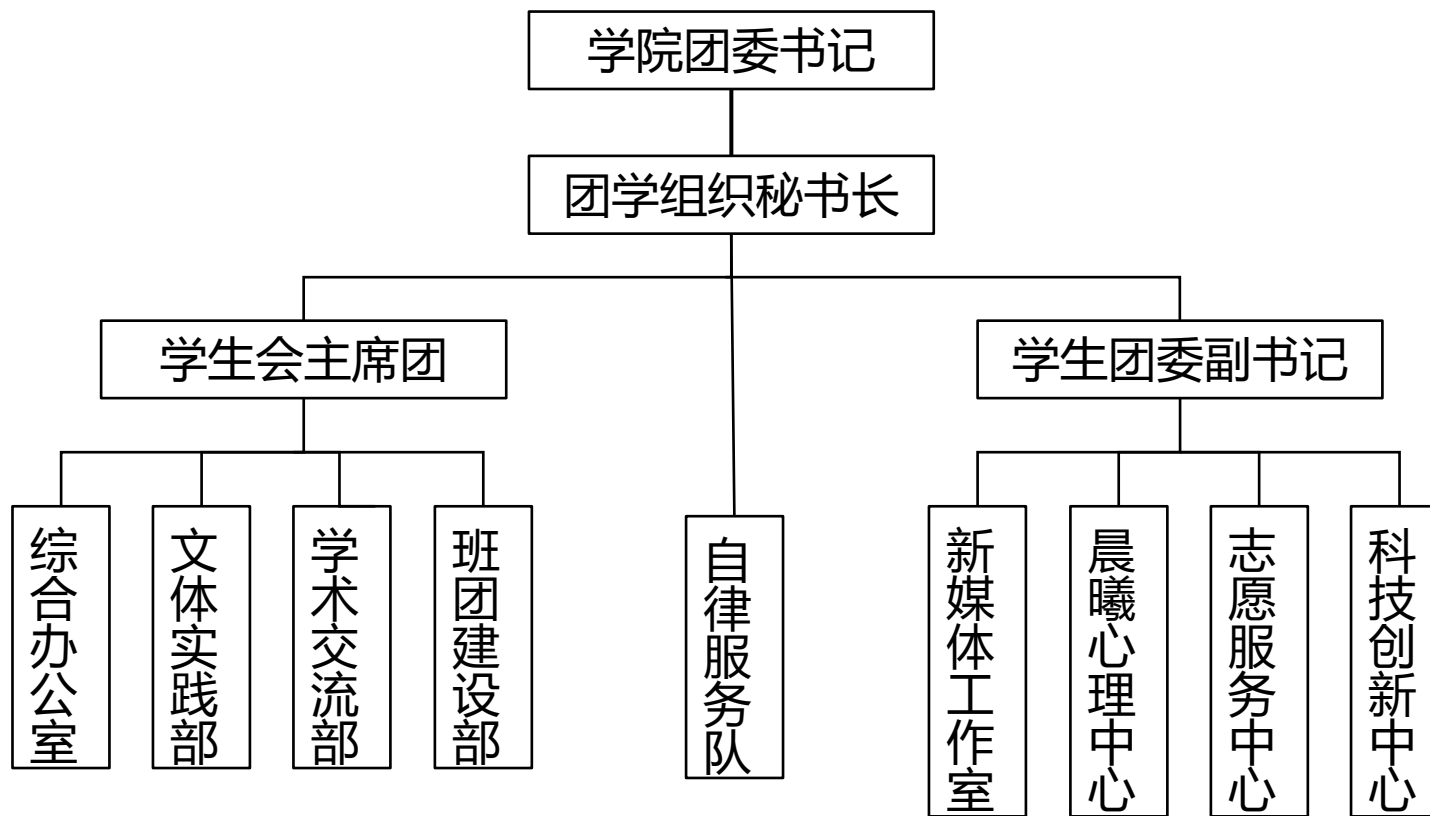 学院团委书记
团学组织秘书长
学生会主席团
学生团委副书记
综合办公室
文体实践部
学术交流部
班团建设部
自律服务队
新媒体工作室
晨曦心理中心
志愿服务中心
科技创新中心